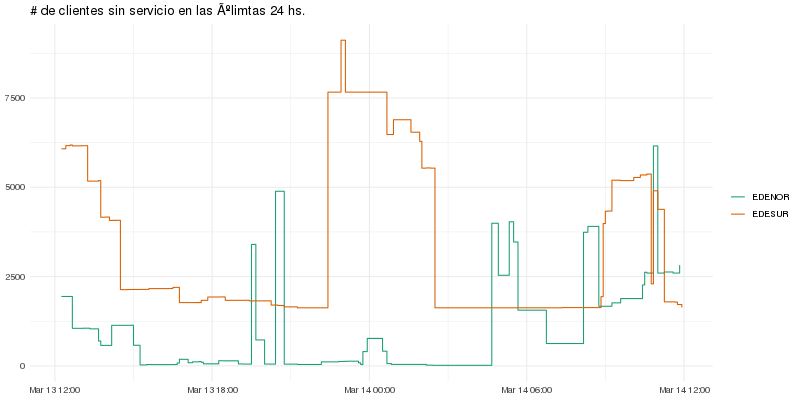 # de clientes sin servicio en las Ãºlimtas 24 hs.
7500
5000
2500
0
Mar 13 12:00
Mar 13 18:00
Mar 14 00:00
Mar 14 06:00
Mar 14 12:00
EDENOR
EDESUR